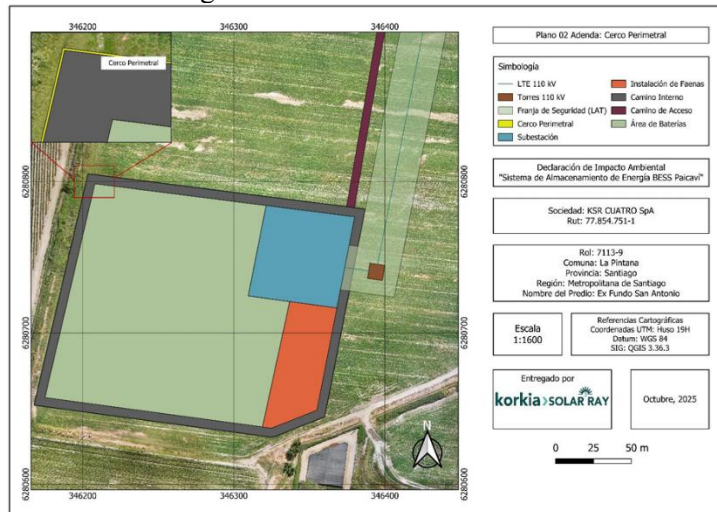 346200 346300 346400
6280800
6280700
6280600
346200 346300 346400
Cerco Perimetral
N
Plano 02 Adenda: Cerco Perimetral
Simbología
LTE 110 kV
Torres 110 kV
Franja de Seguridad (LAT)
Cerco Perimetral
Subestación
Instalación de Faenas
Camino Interno
Camino de Acceso
Área de Baterías
Declaración de Impacto Ambiental
"Sistema de Almacenamiento de Energía BESS Paicaví"
Sociedad: KSR CUATRO SpA
Rut: 77.854.751-1
Rol: 7113-9
Comuna: La Pintana
Provincia: Santiago
Región: Metropolitana de Santiago
Nombre del Predio: Ex Fundo San Antonio
Escala
1:1600
Referencias Cartográficas
Coordenadas UTM: Huso 19H
Datum: WGS 84
SIG: QGIS 3.36.3
Entregado por
korkia SOLAR RAY
Octubre, 2025
0 25 50 m
6280800
6280700
6280600